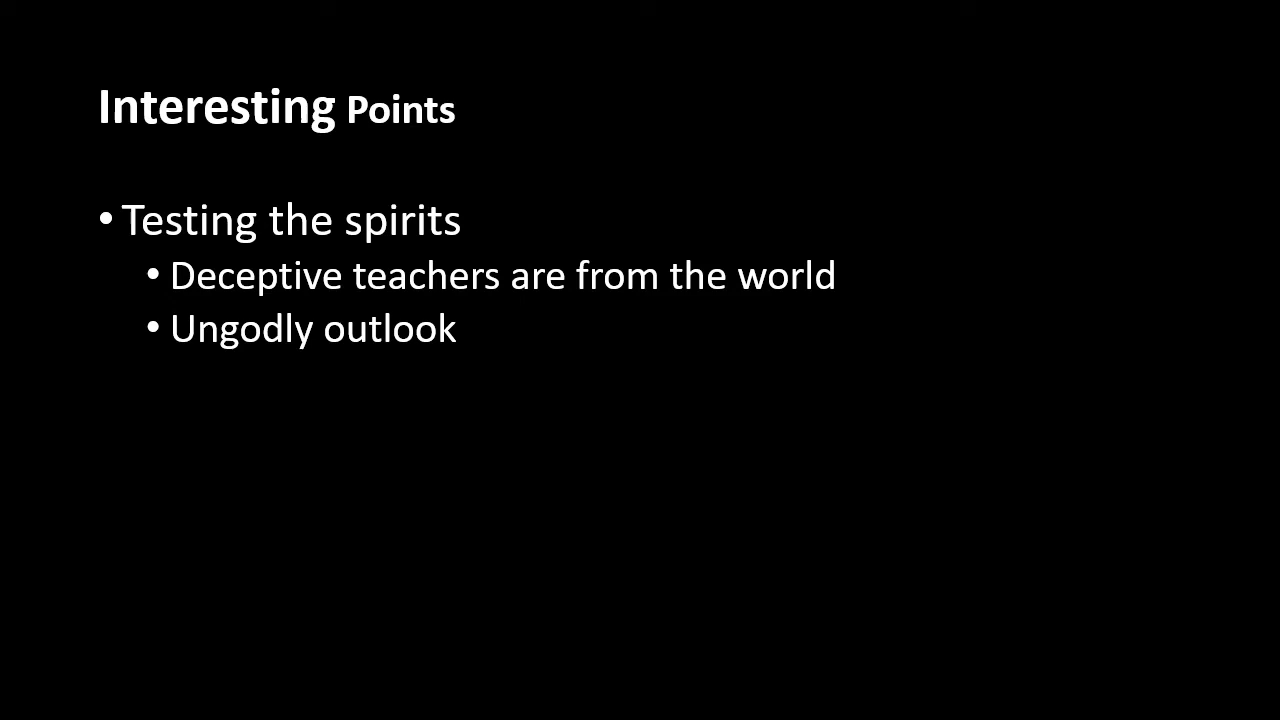 Interesting Points
• Testing the spirits
• Deceptive teachers are from the world
• Ungodly outlook